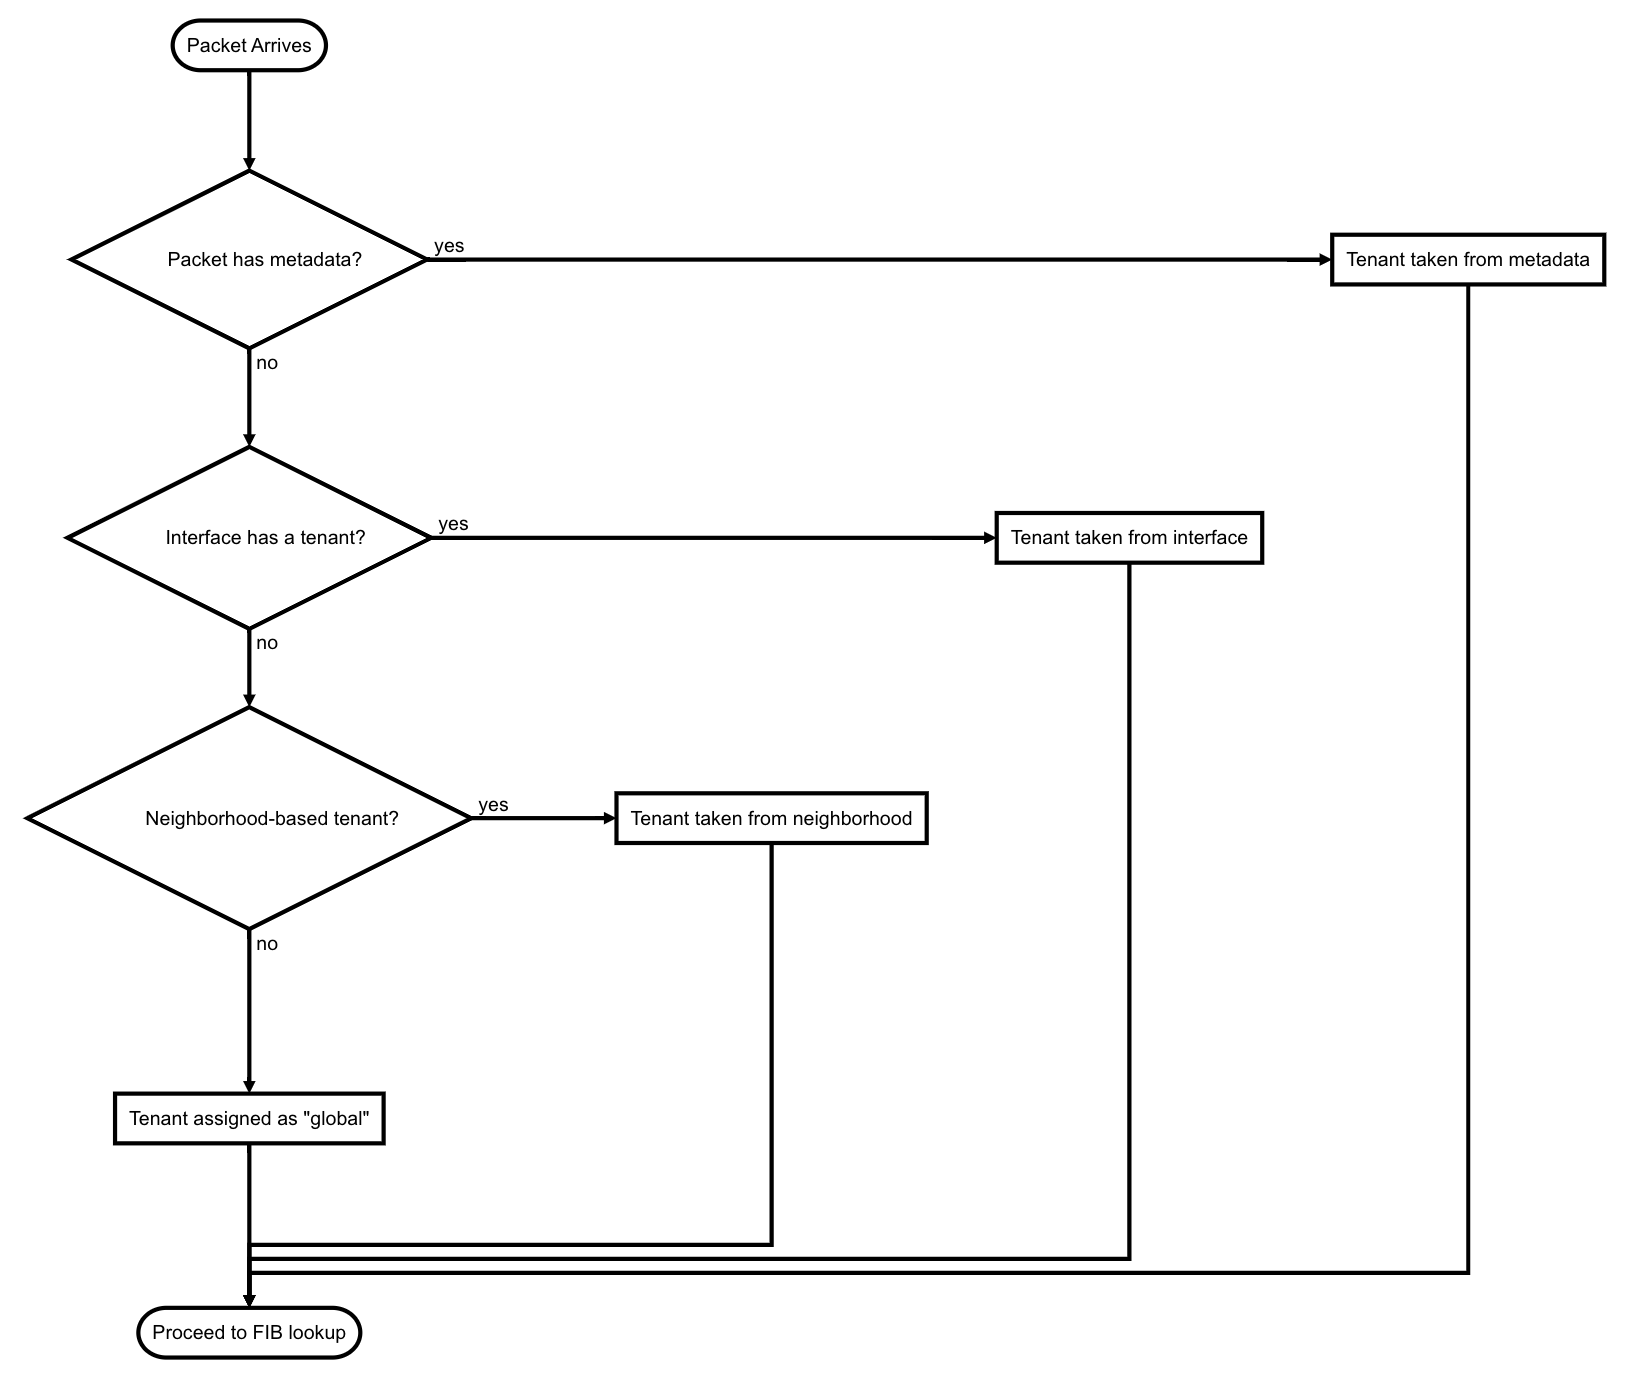 Packet Arrives
Packet has metadata?
yes
Tenant taken from metadata
no
Interface has a tenant?
yes
Tenant taken from interface
no
Neighborhood-based tenant?
yes
Tenant taken from neighborhood
no
Tenant assigned as "global"
Proceed to FIB lookup